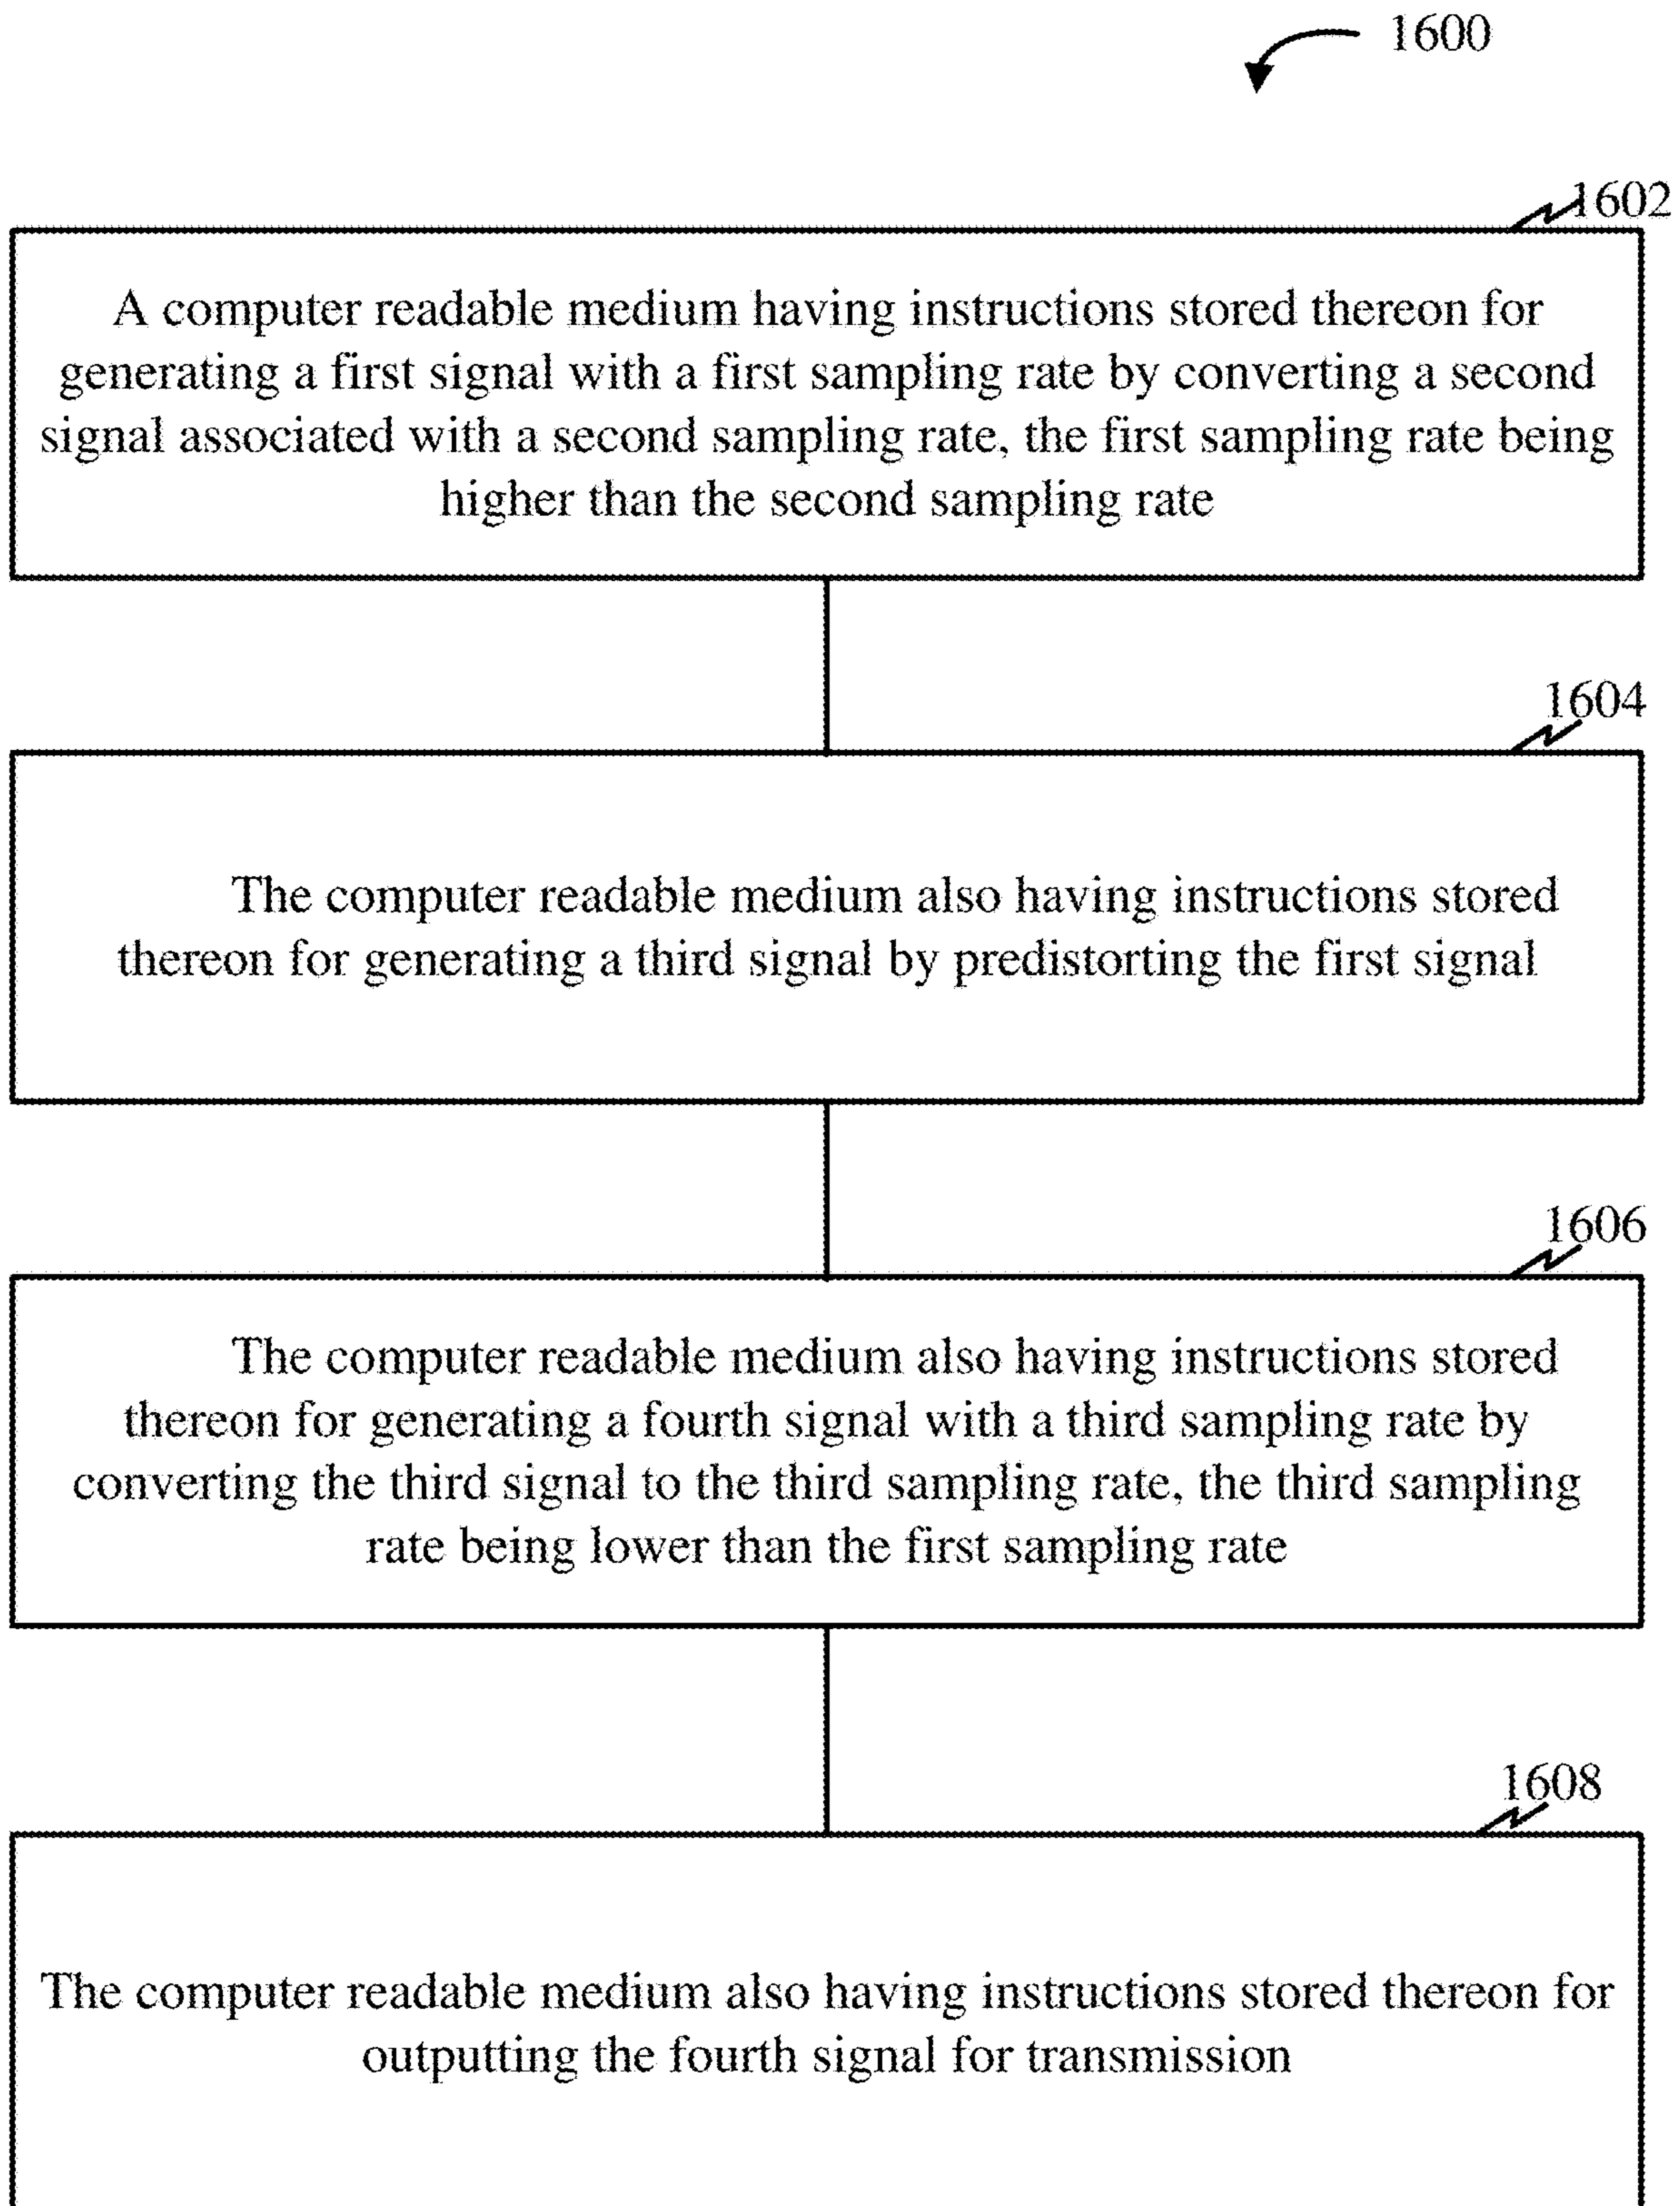 1600
1602
A computer readable medium having instructions stored thereon for
generating a first signal with a first sampling rate by converting a second
signal associated with a second sampling rate, the first sampling rate being
higher than the second sampling rate
1604
The computer readable medium also having instructions stored
thereon for generating a third signal by predistorting the first signal
1606
The computer readable medium also having instructions stored
thereon for generating a fourth signal with a third sampling rate by
converting the third signal to the third sampling rate, the third sampling
rate being lower than the first sampling rate
1608
The computer readable medium also having instructions stored thereon for
outputting the fourth signal for transmission